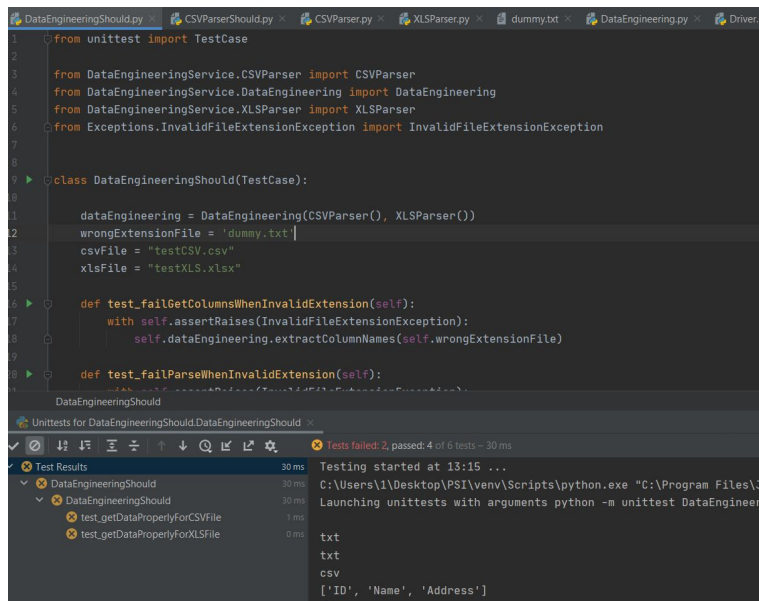 DataEngineeringShould.py CSVParserShould.py CSVParser.py XLSParser.py dummy.txt DataEngineering.py Driver.
1 from unittest import TestCase
2
3 from DataEngineeringService.CSVParser import CSVParser
4 from DataEngineeringService.DataEngineering import DataEngineering
5 from DataEngineeringService.XLSParser import XLSParser
6 from Exceptions.InvalidFileExtensionException import InvalidFileExtensionException
7
8
9 class DataEngineeringShould(TestCase):
10
11 dataEngineering = DataEngineering(CSVParser(), XLSParser())
12 wrongExtensionFile = 'dummy.txt'
13 csvFile = "testCSV.csv"
14 xlsFile = "testXLS.xlsx"
15
16 def test_failGetColumnsWhenInvalidExtension(self):
17 with self.assertRaises(InvalidFileExtensionException):
18 self.dataEngineering.extractColumnNames(self.wrongExtensionFile)
19
20 def test_failParseWhenInvalidExtension(self):
with self.assertRaises(InvalidFileExtensionException):
DataEngineeringShould
Unittests for DataEngineeringShould.DataEngineeringShould
Tests failed: 2, passed: 4 of 6 tests – 30 ms
Test Results 30 ms
DataEngineeringShould 30 ms
DataEngineeringShould 30 ms
test_getDataProperlyForCSVFile 1 ms
test_getDataProperlyForXLSFile 0 ms
Testing started at 13:15 ...
C:\Users\1\Desktop\PSI\venv\Scripts\python.exe "C:\Program Files\J
Launching unittests with arguments python -m unittest DataEngineer
txt
txt
csv
['ID', 'Name', 'Address']